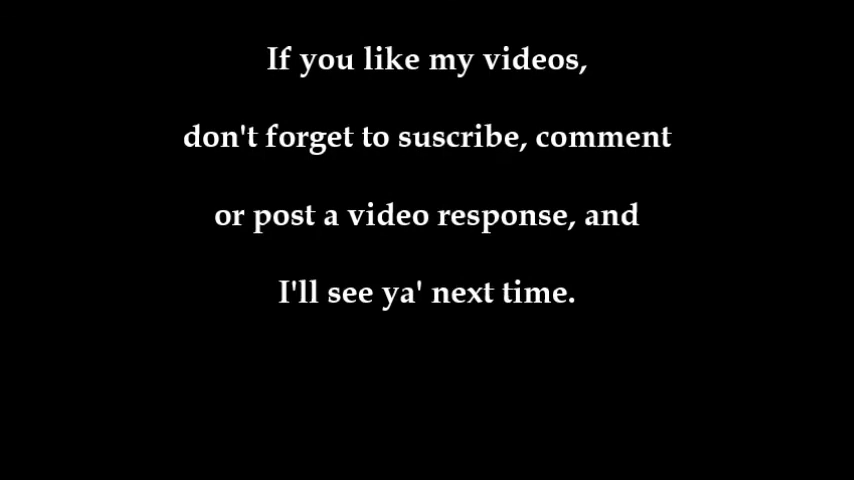 If you like my videos,
don't forget to suscribe, comment
or post a video response, and
I'll see ya' next time.